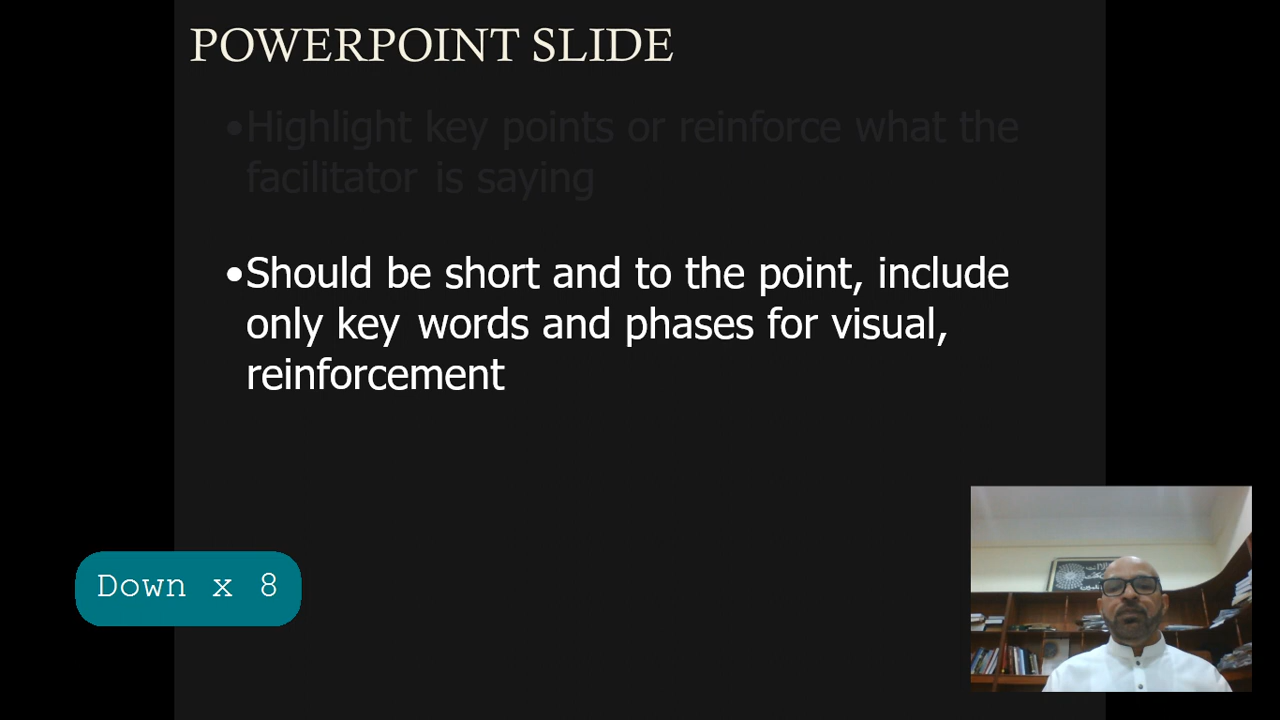 POWERPOINT SLIDE
•Highlight key points or reinforce what the
facilitator is saying
•Should be short and to the point, include
only key words and phases for visual,
reinforcement
Down x 8